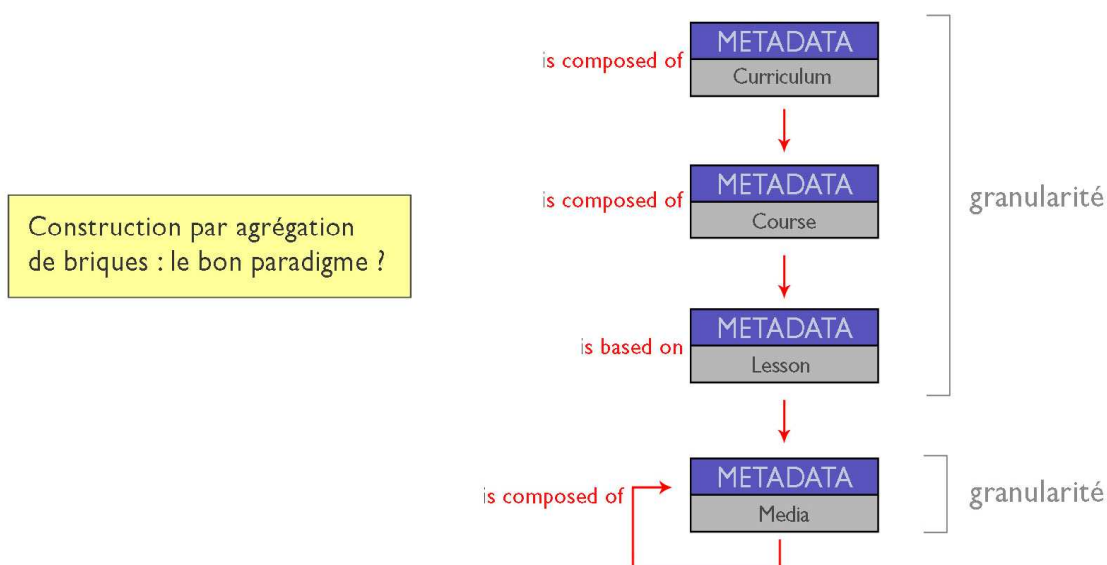 METADATA
is composed of
Curriculum
METADATA
is composed of
Course
granularité
Construction par agrégation
de briques : le bon paradigme ?
METADATA
is based on
Lesson
METADATA
is composed of
Media
granularité